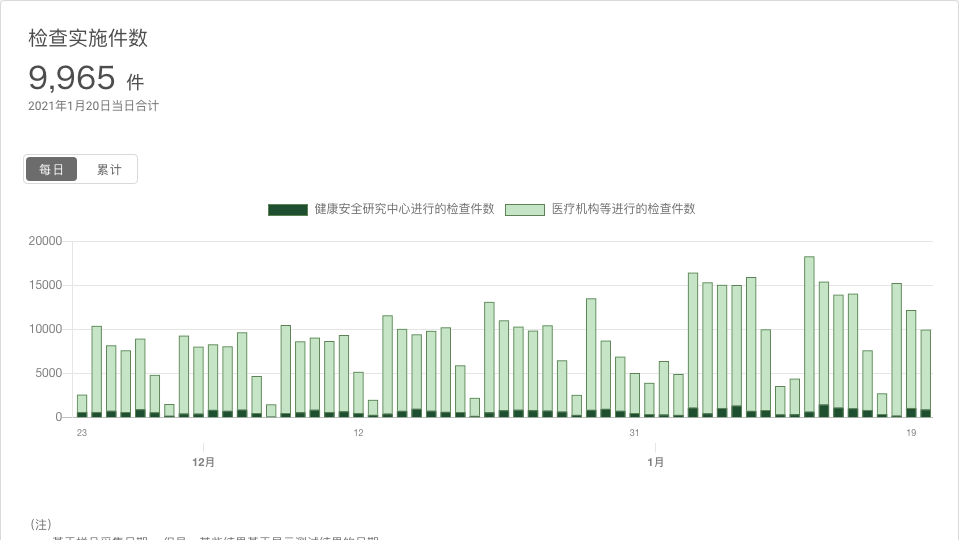 检查实施件数
9,965 件
2021年1月20日当日合计
每日 累计
健康安全研究中心进行的检查件数 医疗机构等进行的检查件数
20000
15000
10000
5000
0
23 12 31 19
12月 1月
(注)